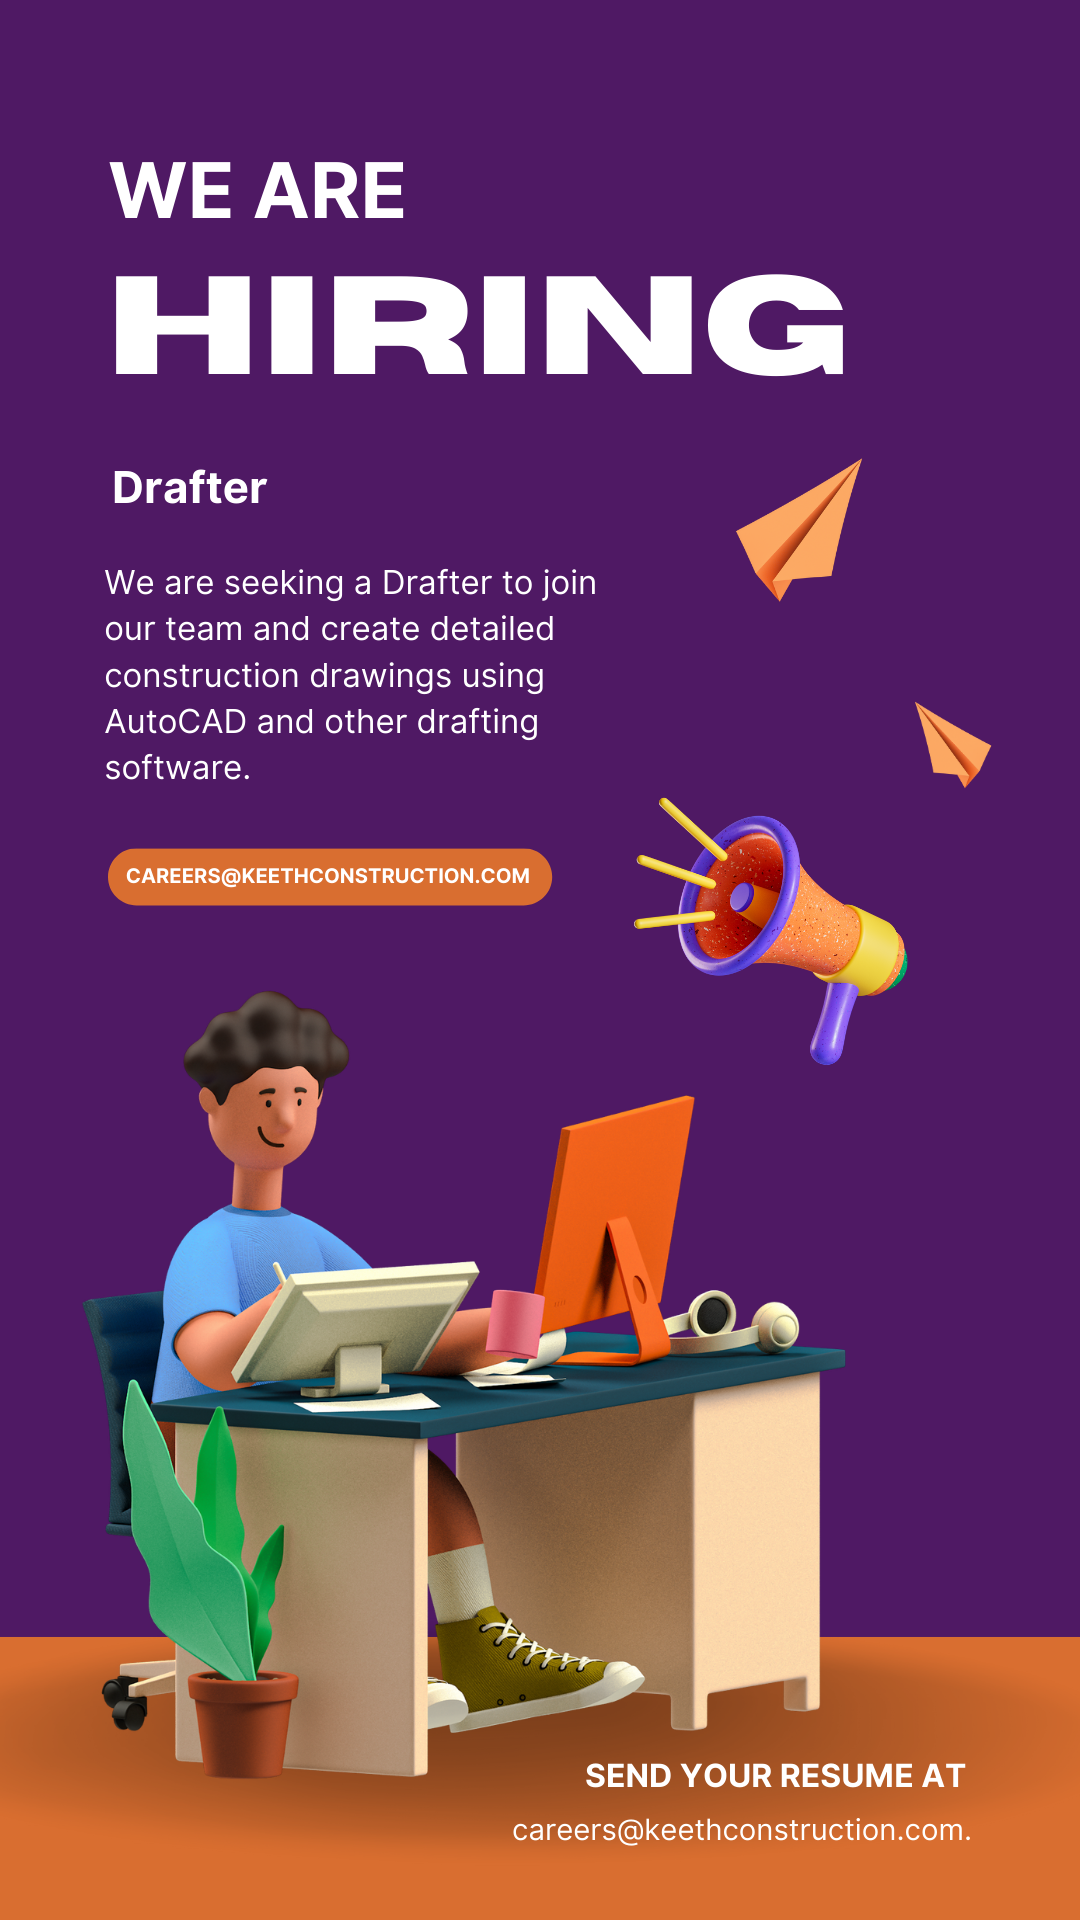 WE ARE
HIRING
Drafter
We are seeking a Drafter to join
our team and create detailed
construction drawings using
AutoCAD and other drafting
software.
CAREERS@KEETHCONSTRUCTION.COM
SEND YOUR RESUME AT
careers@keethconstruction.com.